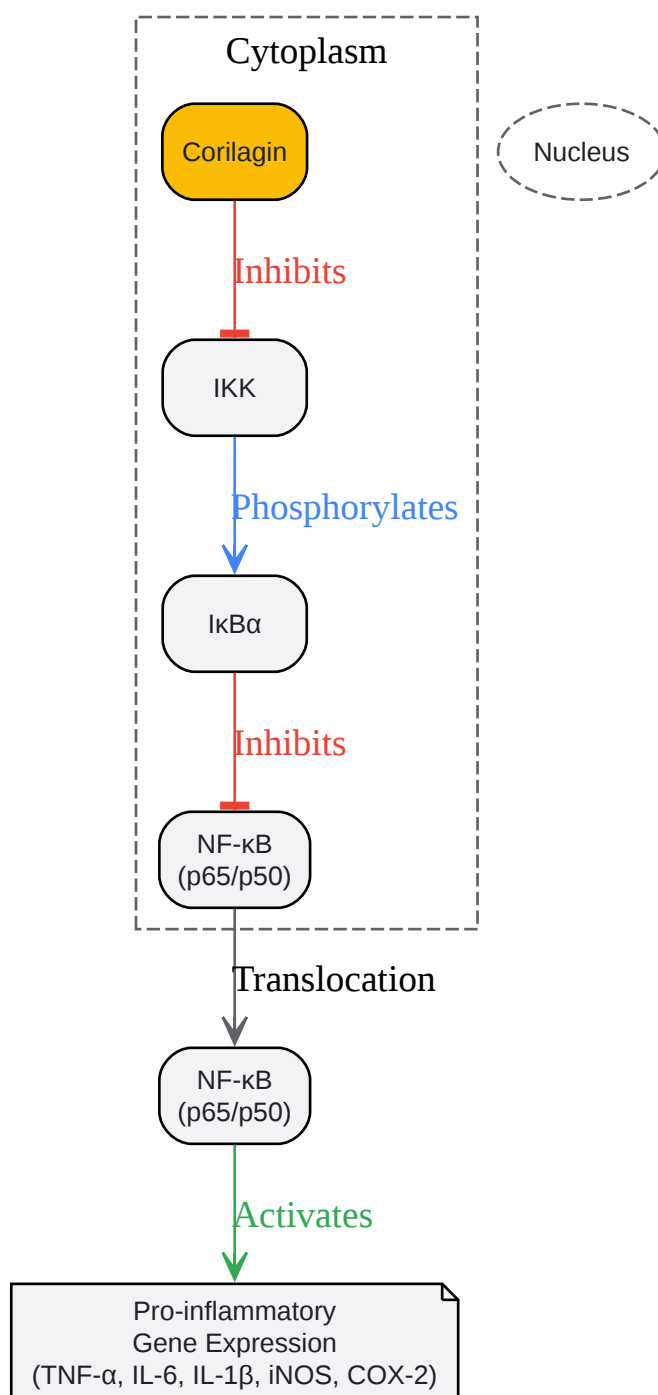 Cytoplasm
Corilagin
Nucleus
Inhibits
IKK
Phosphorylates
IκBα
Inhibits
NF-κB
(p65/p50)
Translocation
NF-κB
(p65/p50)
Activates
Pro-inflammatory
Gene Expression
(TNF-α, IL-6, IL-1β, iNOS, COX-2)